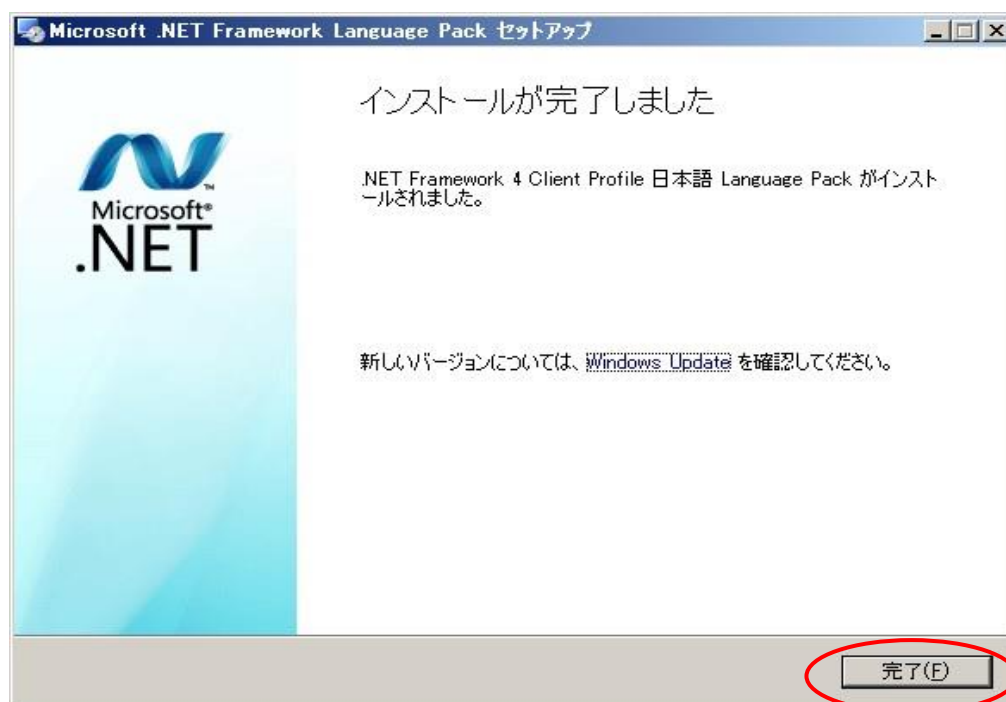 Microsoft .NET Framework Language Pack セットアップ
インストールが完了しました
Microsoft®
.NET
.NET Framework 4 Client Profile 日本語 Language Pack がインスト
ールされました。
新しいバージョンについては、Windows Update を確認してください。
完了(F)